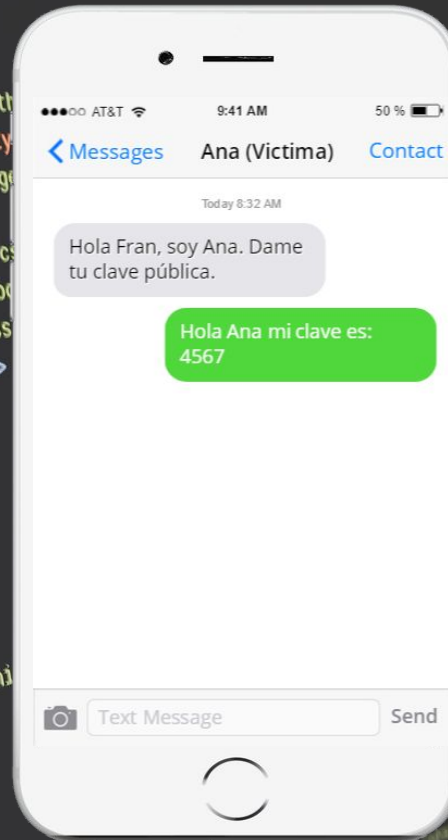 AT&T 9:41 AM 50 %
Messages Ana (Victima) Contact
Today 8:32 AM
Hola Fran, soy Ana. Dame
tu clave pública.
Hola Ana mi clave es:
4567
Text Message Send